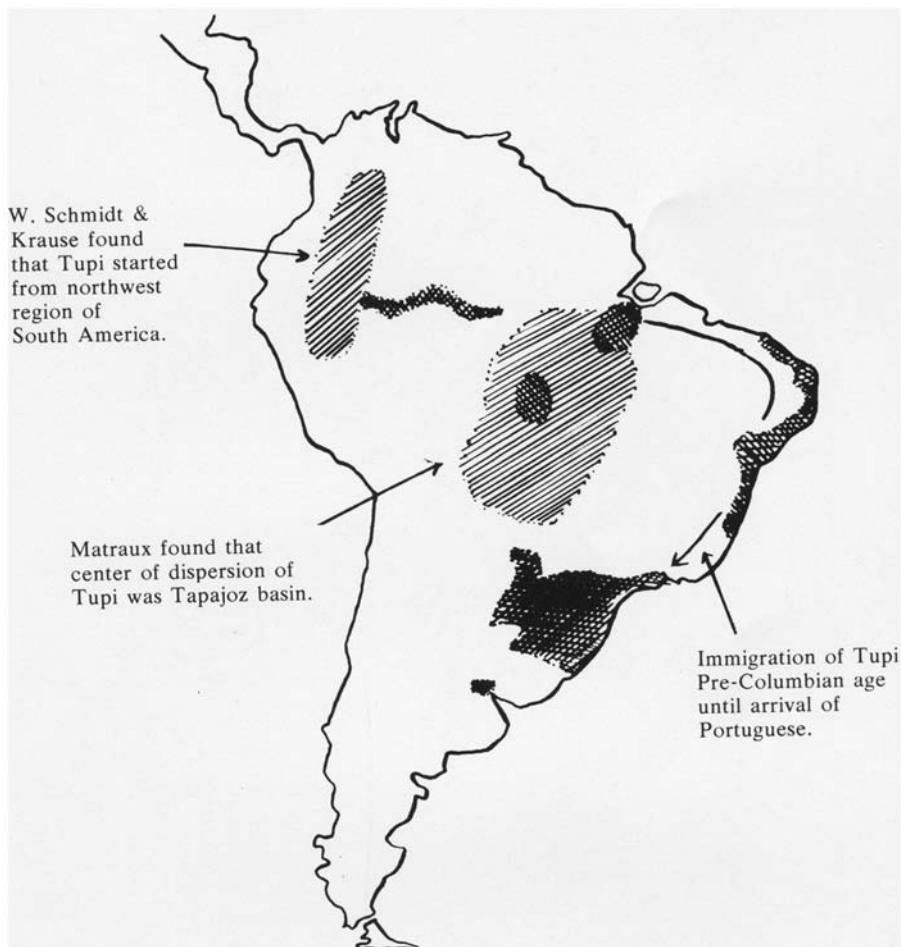 W. Schmidt &
Krause found
that Tupi started
from northwest
region of
South America.
Matraux found that
center of dispersion of
Tupi was Tapajoz basin.
Immigration of Tupi
Pre-Columbian age
until arrival of
Portuguese.